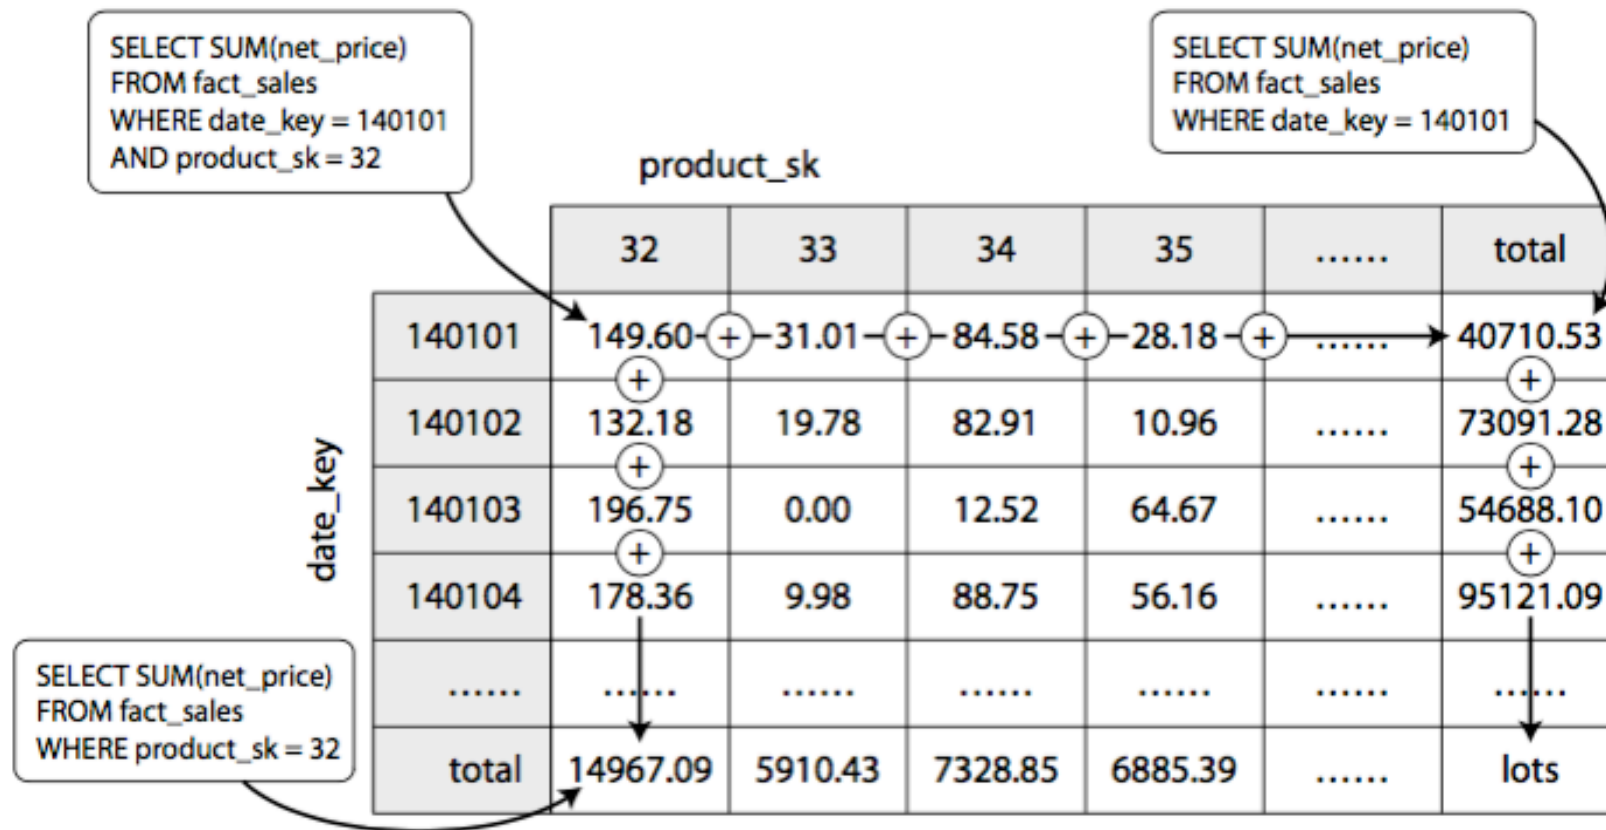 SELECT SUM(net_price)
FROM fact_sales
WHERE date_key = 140101
AND product_sk = 32
SELECT SUM(net_price)
FROM fact_sales
WHERE date_key = 140101
product_sk
32 33 34 35 ...... total
140101 149.60 + 31.01 + 84.58 + 28.18 + ...... 40710.53
+ +
140102 132.18 19.78 82.91 10.96 ...... 73091.28
+ +
date_key
140103 196.75 0.00 12.52 64.67 ...... 54688.10
+ +
140104 178.36 9.98 88.75 56.16 ...... 95121.09
...... ...... ...... ...... ...... ...... ......
total 14967.09 5910.43 7328.85 6885.39 ...... lots
SELECT SUM(net_price)
FROM fact_sales
WHERE product_sk = 32